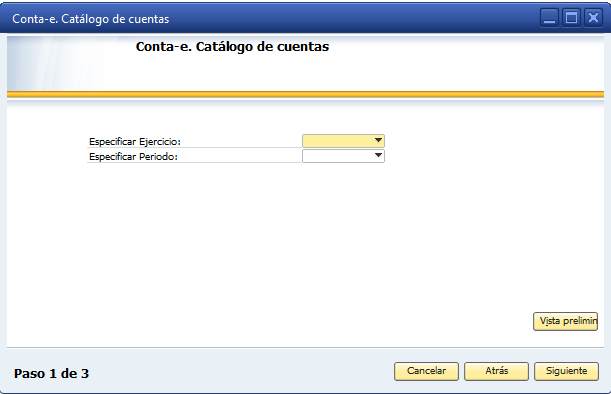 Conta-e. Catálogo de cuentas
Conta-e. Catálogo de cuentas
Especificar Ejercicio:
Especificar Periodo:
Vista prelimin
Paso 1 de 3
Cancelar
Atrás
Siguiente